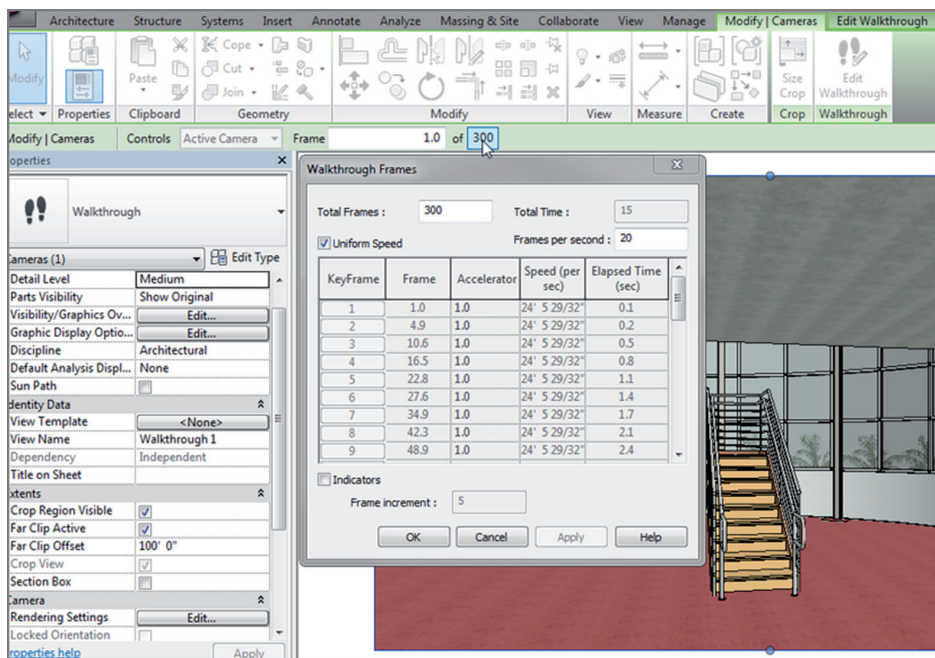 Architecture Structure Systems Insert Annotate Analyze Massing & Site Collaborate View Manage Modify | Cameras Edit Walkthrough
Modify Paste Cope Cut Join Size Crop Edit Walkthrough
elect Properties Clipboard Geometry Modify View Measure Create Crop Walkthrough
Modify | Cameras Controls Active Camera Frame 1.0 of 300
operties
Walkthrough
Cameras (1) Edit Type
Detail Level Medium
Parts Visibility Show Original
Visibility/Graphics Ov... Edit...
Graphic Display Optio... Edit...
Discipline Architectural
Default Analysis Displ... None
Sun Path
dentity Data
View Template <None>
View Name Walkthrough 1
Dependency Independent
Title on Sheet
xtents
Crop Region Visible
Far Clip Active
Far Clip Offset 100' 0"
Crop View
Section Box
Camera
Rendering Settings Edit...
Locked Orientation
roperties help Apply
Walkthrough Frames
Total Frames : 300 Total Time : 15
Uniform Speed Frames per second : 20
KeyFrame Frame Accelerator Speed (per sec) Elapsed Time (sec)
1 1.0 1.0 24' 5 29/32" 0.1
2 4.9 1.0 24' 5 29/32" 0.2
3 10.6 1.0 24' 5 29/32" 0.5
4 16.5 1.0 24' 5 29/32" 0.8
5 22.8 1.0 24' 5 29/32" 1.1
6 27.6 1.0 24' 5 29/32" 1.4
7 34.9 1.0 24' 5 29/32" 1.7
8 42.3 1.0 24' 5 29/32" 2.1
9 48.9 1.0 24' 5 29/32" 2.4
Indicators
Frame increment : 5
OK Cancel Apply Help